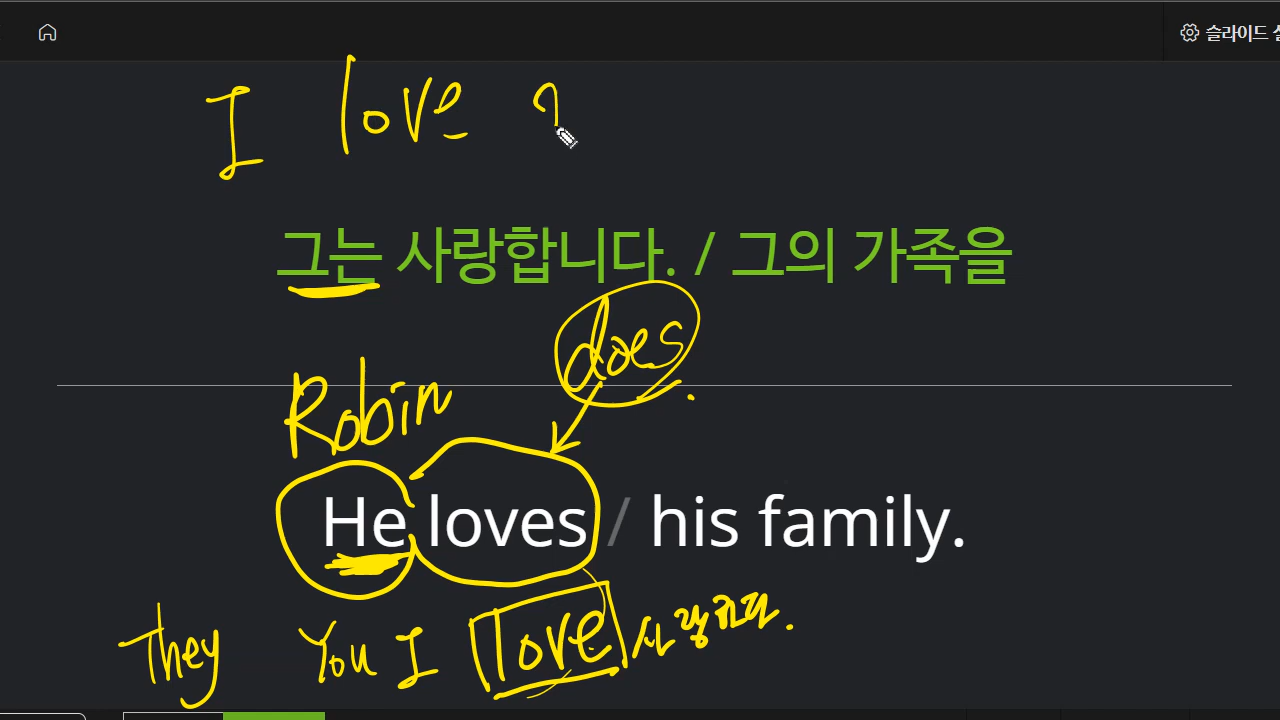 슬라이드
I love
그는 사랑합니다. / 그의 가족을
does.
Robin
He loves / his family.
They You I love 사랑하다.